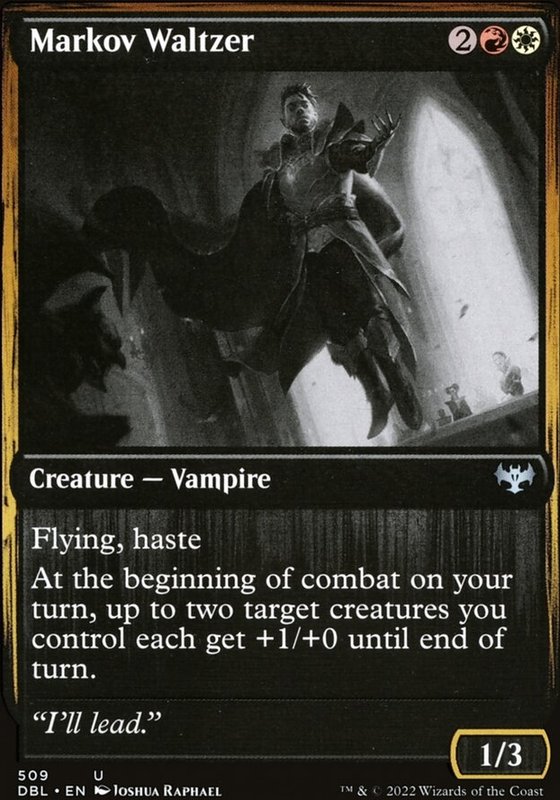 Markov Waltzer 2
Creature — Vampire
Flying, haste
At the beginning of combat on your
turn, up to two target creatures you
control each get +1/+0 until end of
turn.
“I’ll lead.”
1/3
509 U
DBL • EN Joshua Raphael
™ & © 2022 Wizards of the Coast